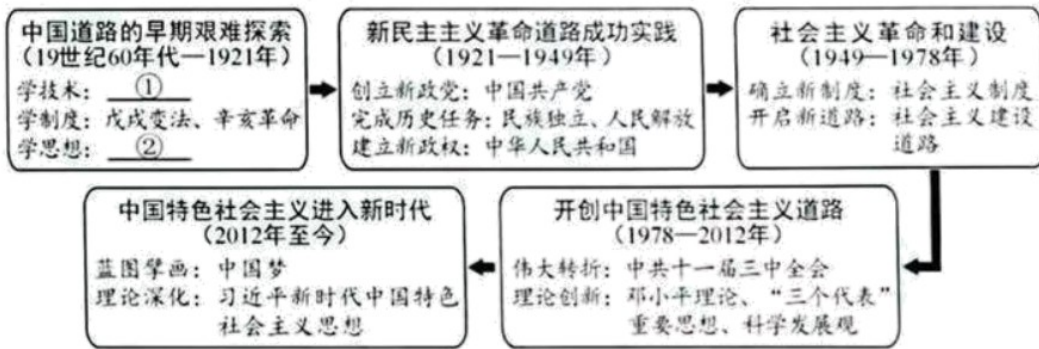 中国道路的早期艰难探索
(19世纪60年代—1921年)
学技术：①
学制度：戊戌变法、辛亥革命
学思想：②
新民主主义革命道路成功实践
(1921—1949年)
创立新政党：中国共产党
完成历史任务：民族独立、人民解放
建立新政权：中华人民共和国
社会主义革命和建设
(1949—1978年)
确立新制度：社会主义制度
开启新道路：社会主义建设
道路
开创中国特色社会主义道路
(1978—2012年)
伟大转折：中共十一届三中全会
理论创新：邓小平理论、“三个代表”
重要思想、科学发展观
中国特色社会主义进入新时代
(2012年至今)
蓝图擘画：中国梦
理论深化：习近平新时代中国特色
社会主义思想